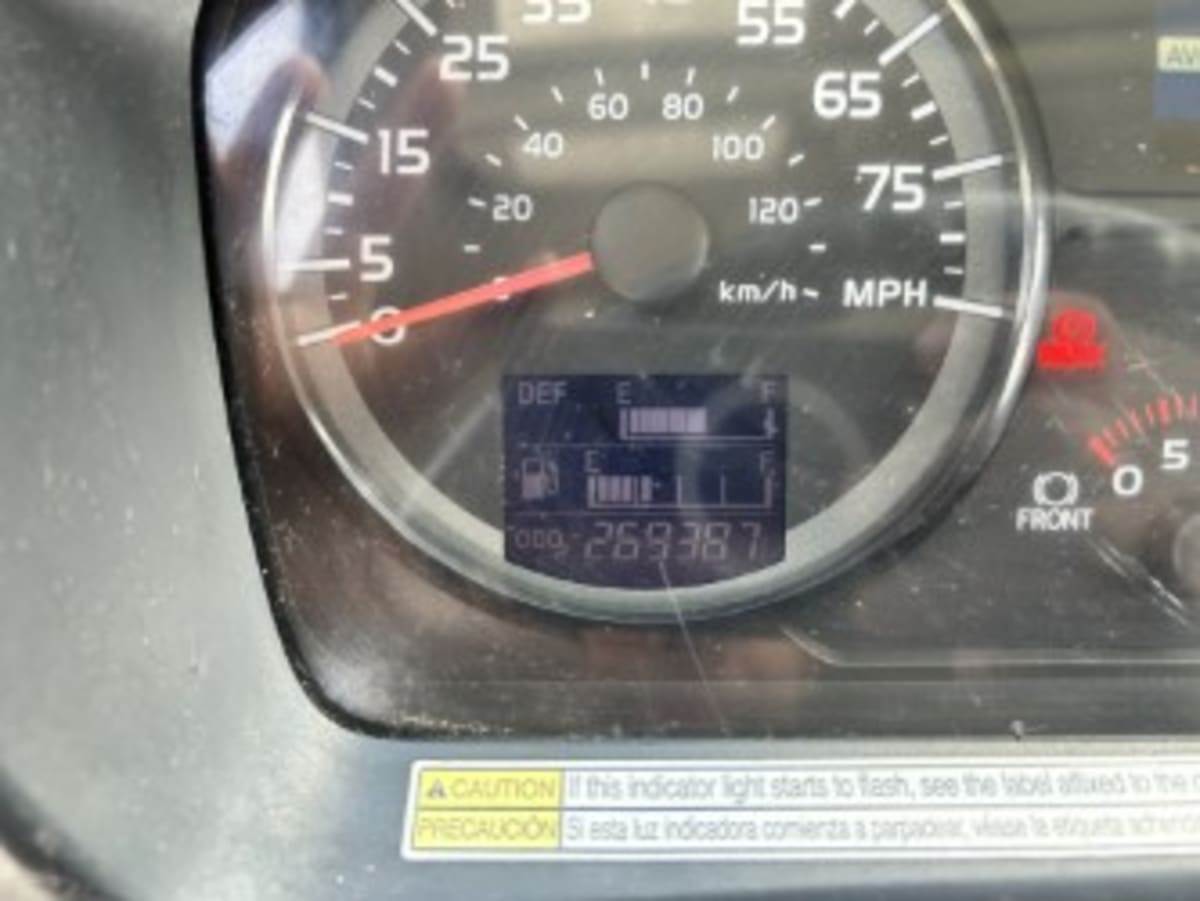 35
55
25
65
60 80
40 100
15
75
20 120
5
0
km/h MPH
DEF E F
E F
ODO 269387
0 5
FRONT
CAUTION If this indicator light starts to flash, see the label affixed to the
PRECAUCIÓN Si esta luz indicadora comienza a parpadear, véase la etiqueta